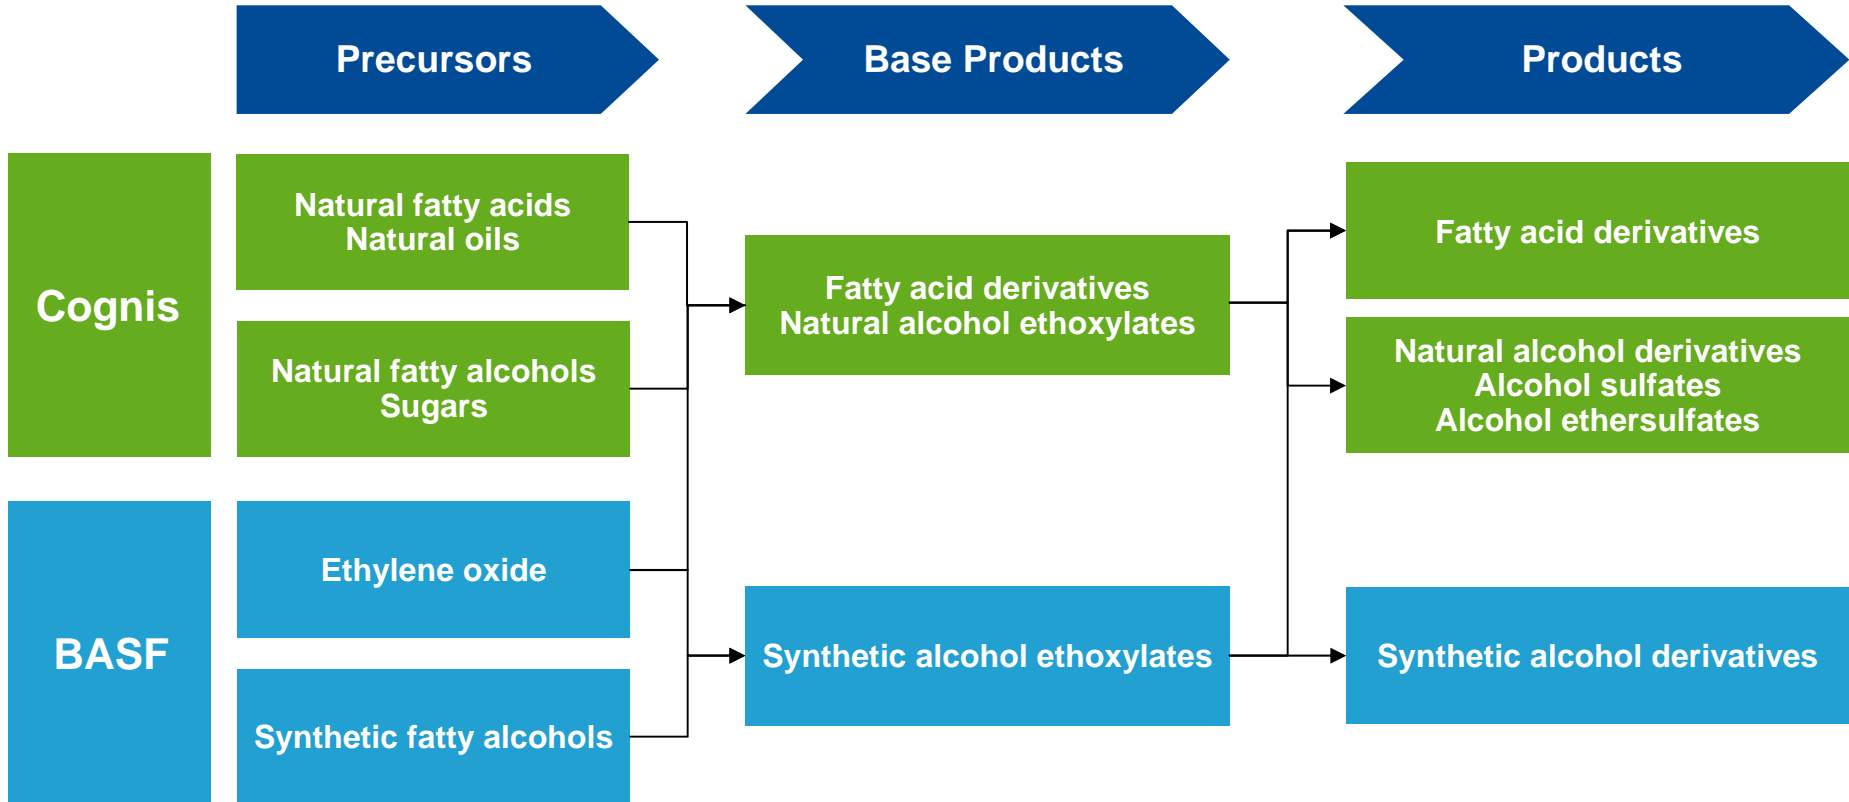 Precursors
Base Products
Products
Cognis
Natural fatty acids
Natural oils
Natural fatty alcohols
Sugars
Fatty acid derivatives
Natural alcohol ethoxylates
Fatty acid derivatives
Natural alcohol derivatives
Alcohol sulfates
Alcohol ethersulfates
BASF
Ethylene oxide
Synthetic fatty alcohols
Synthetic alcohol ethoxylates
Synthetic alcohol derivatives